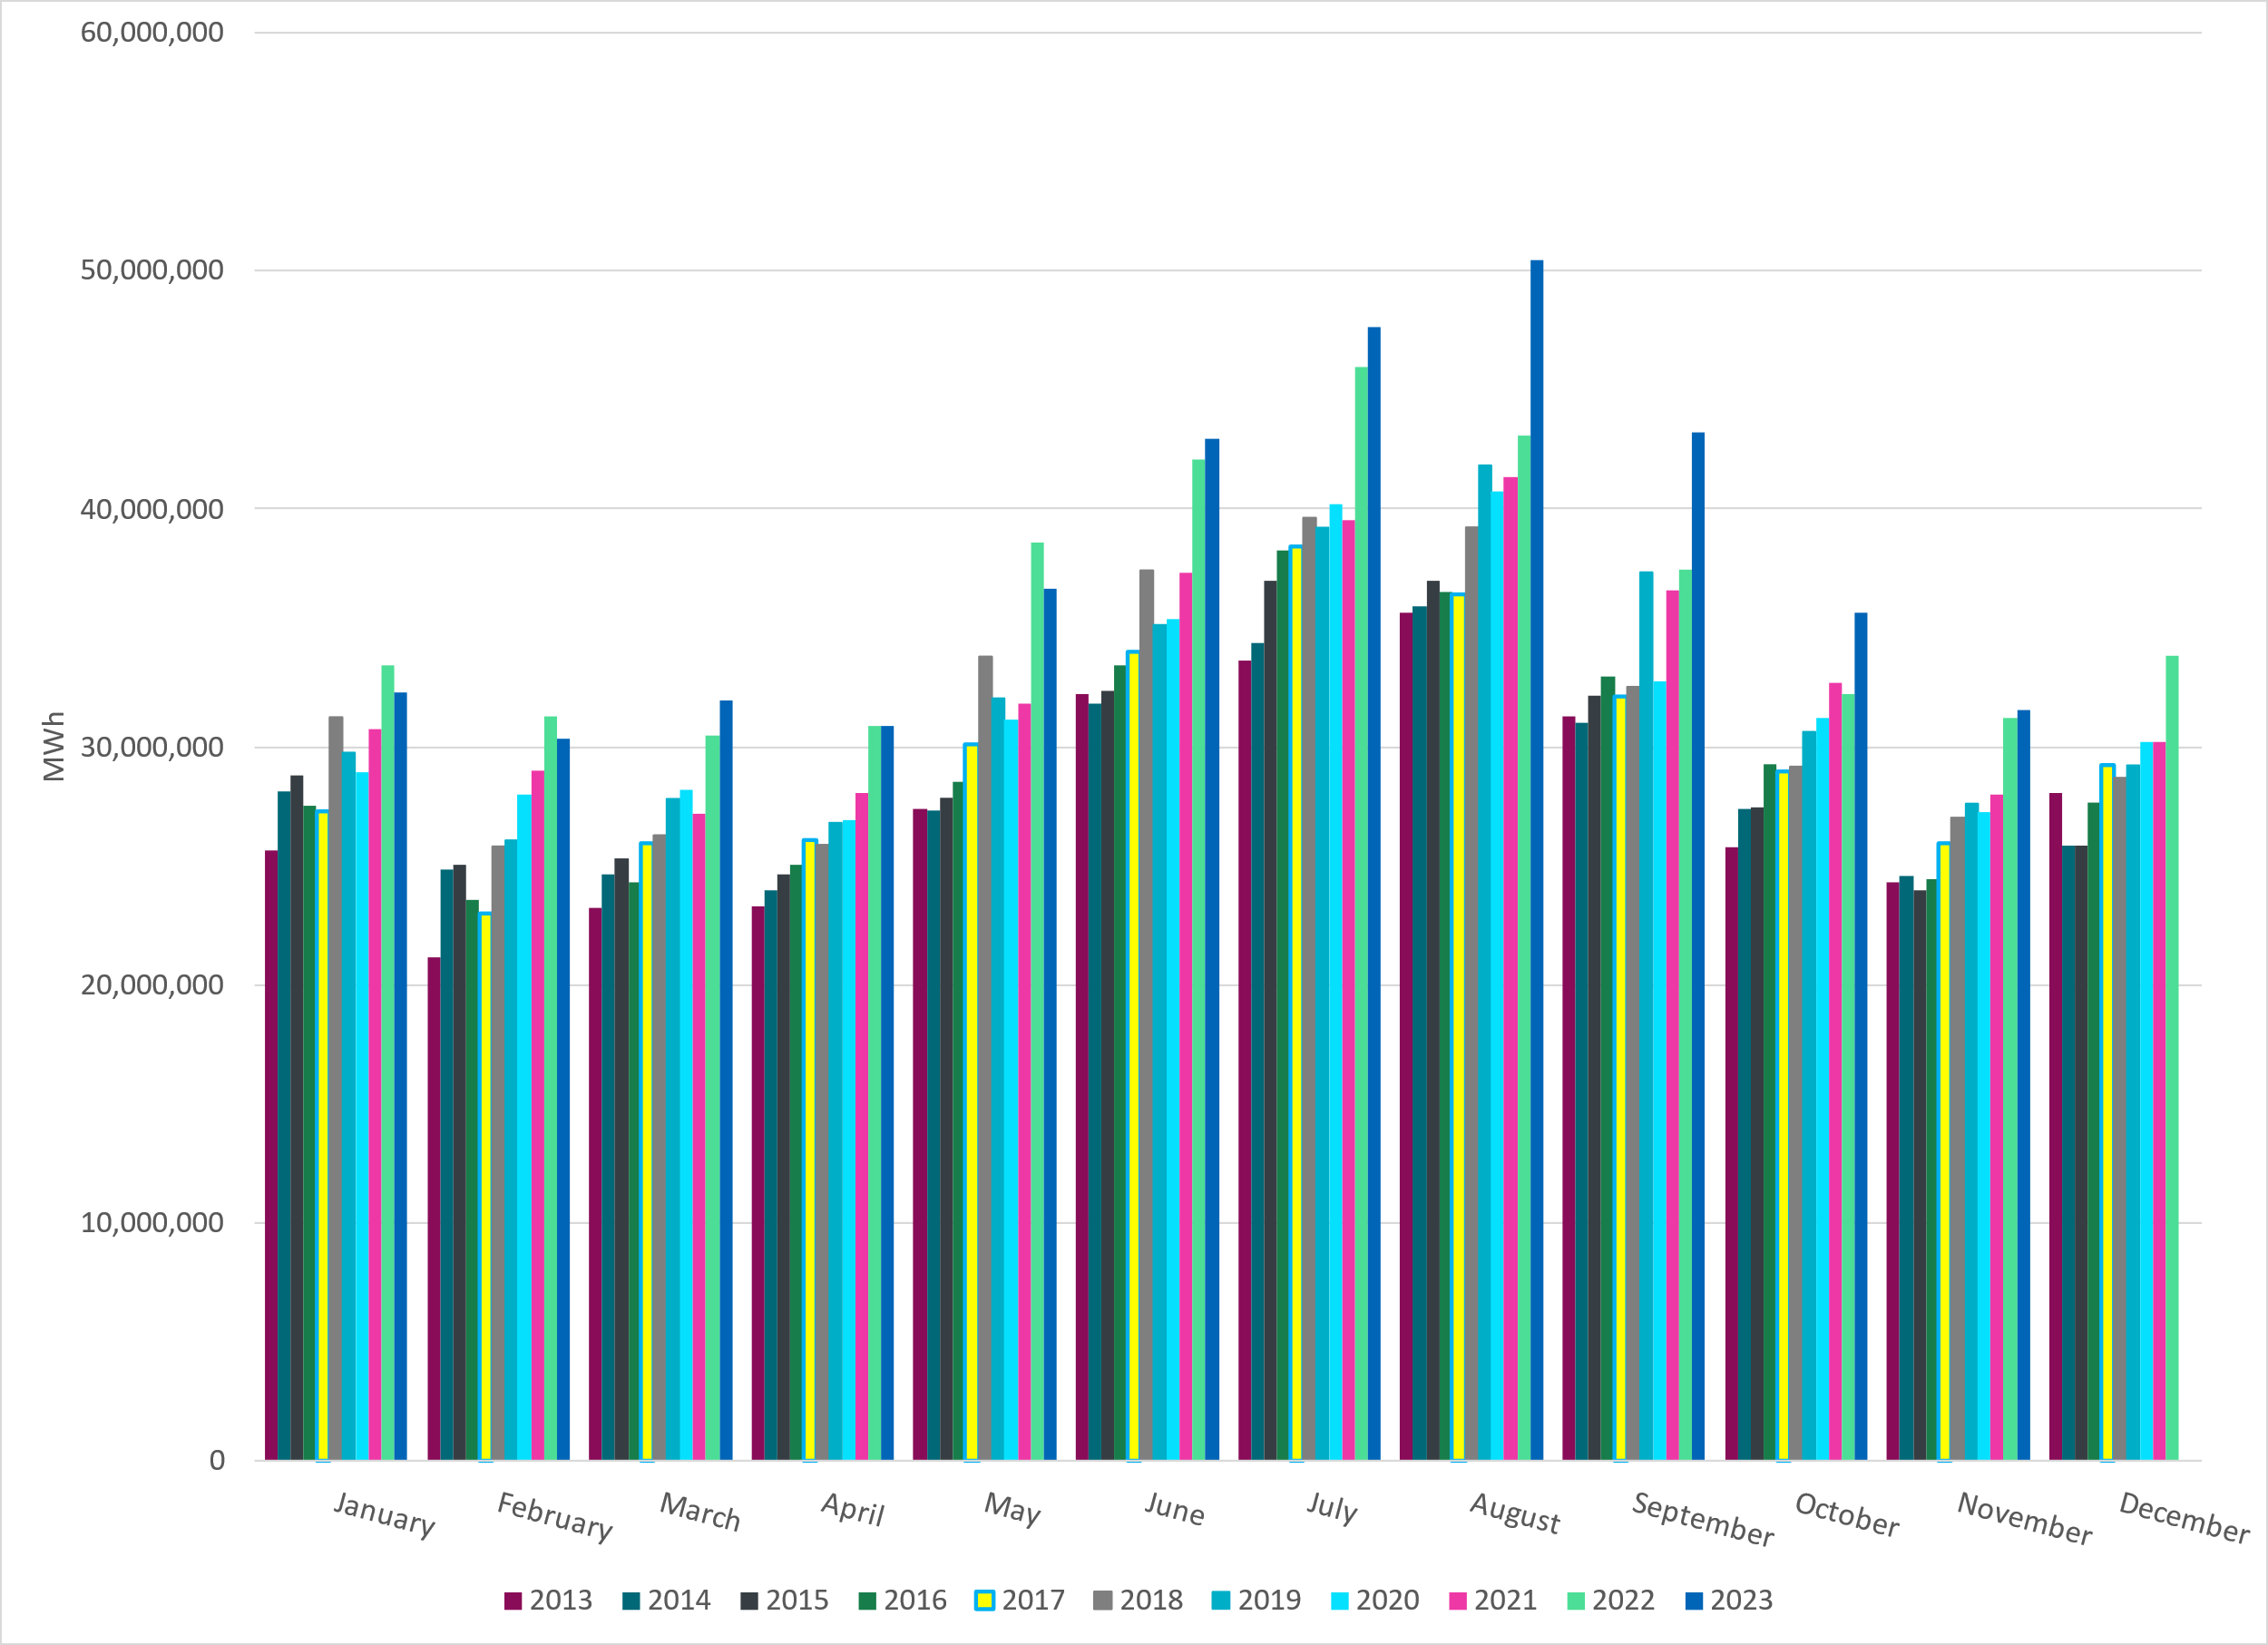 60,000,000
50,000,000
40,000,000
30,000,000
20,000,000
10,000,000
0
MWh
January February March April May June July August September October November December
2013 2014 2015 2016 2017 2018 2019 2020 2021 2022 2023